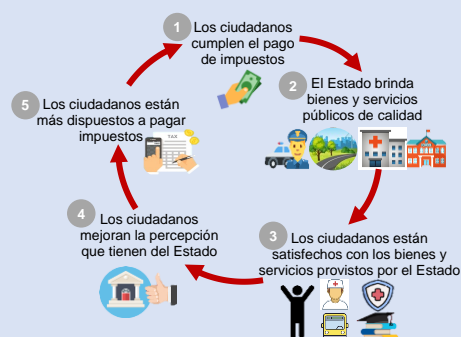 1 Los ciudadanos
cumplen el pago
de impuestos
2 El Estado brinda
bienes y servicios
públicos de calidad
3 Los ciudadanos están
satisfechos con los bienes y
servicios provistos por el Estado
4 Los ciudadanos
mejoran la percepción
que tienen del Estado
5 Los ciudadanos están
más dispuestos a pagar
impuestos
TAX